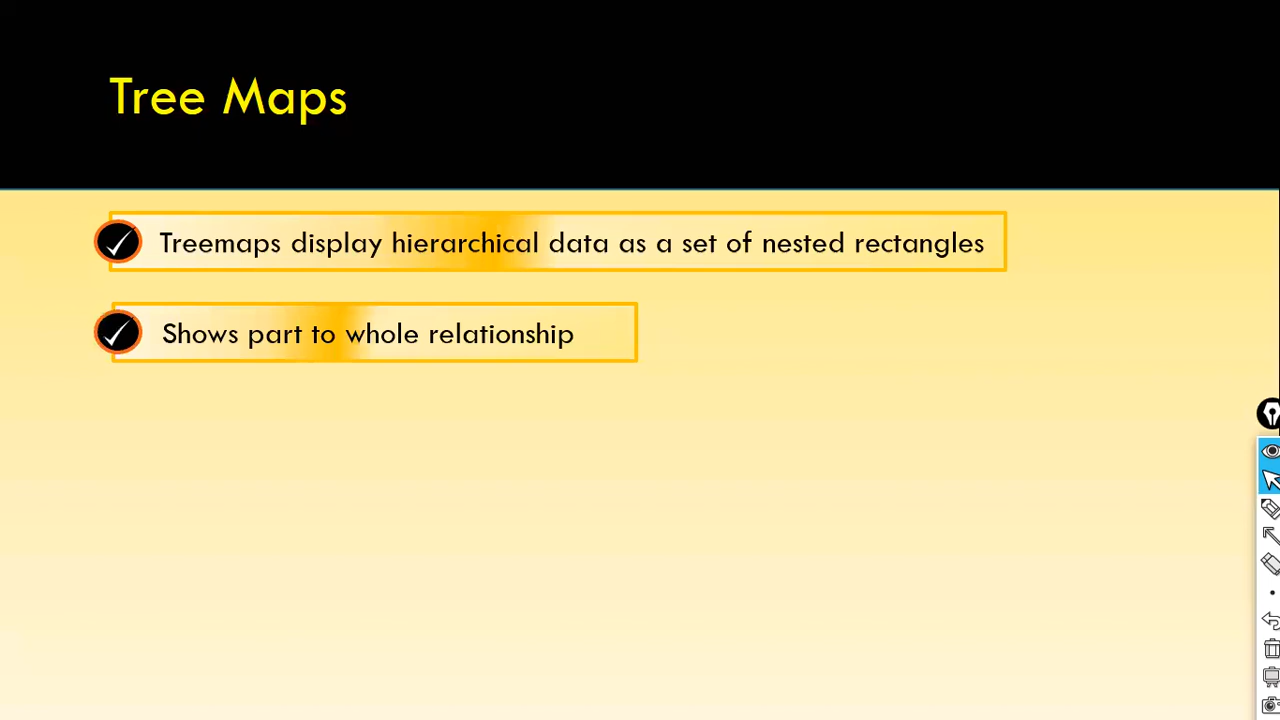 Tree Maps
Treemaps display hierarchical data as a set of nested rectangles
Shows part to whole relationship